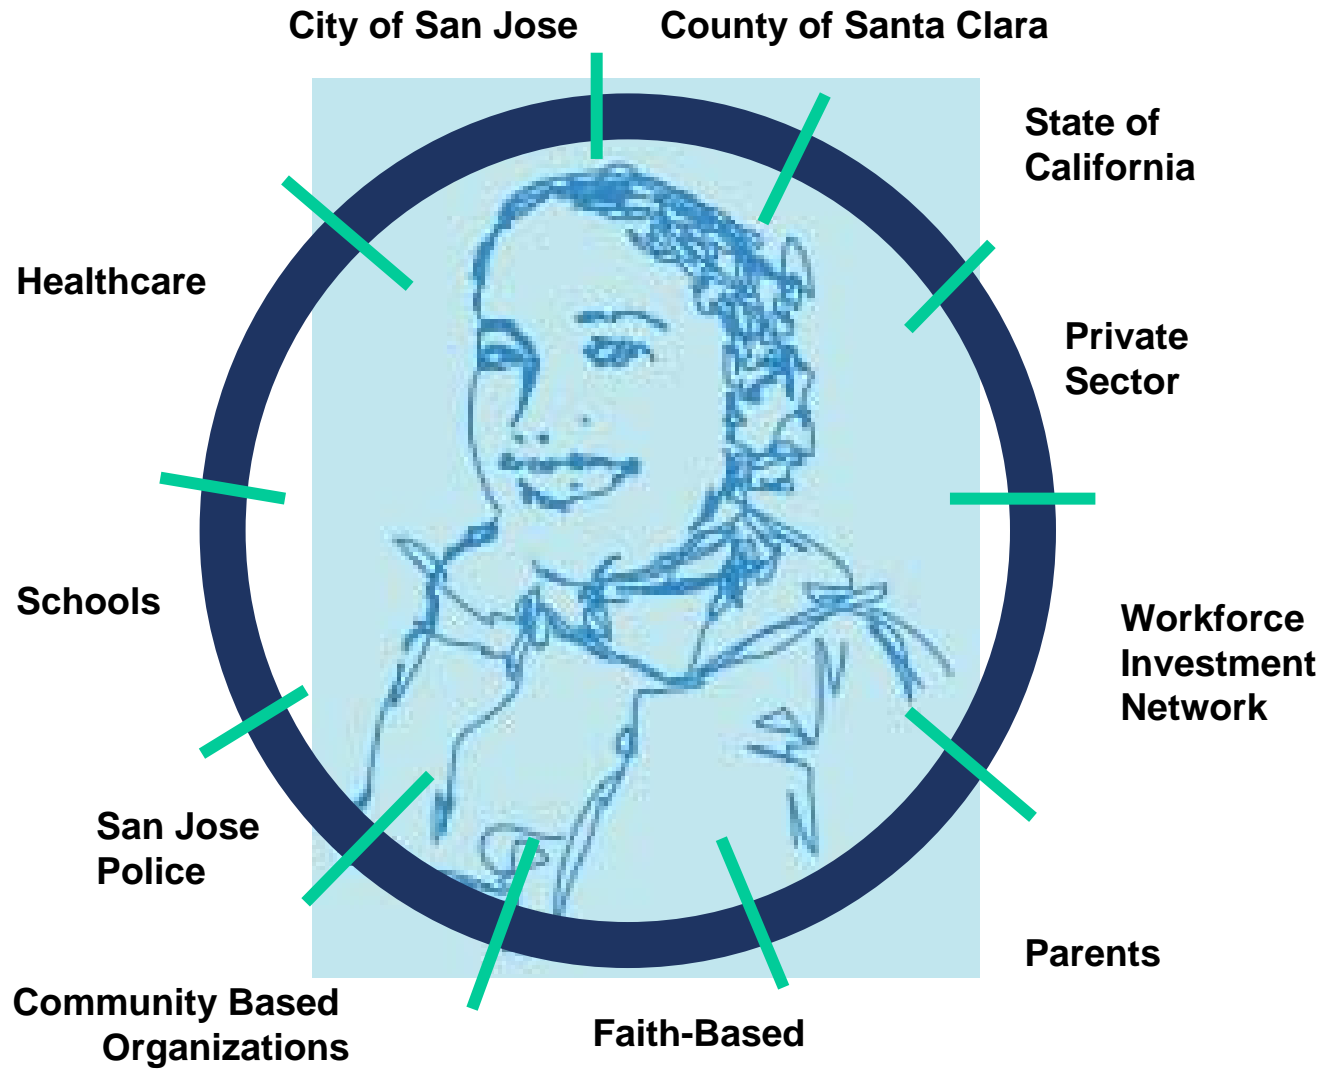 City of San Jose
County of Santa Clara
State of
California
Healthcare
Private
Sector
Schools
Workforce
Investment
Network
San Jose
Police
Parents
Community Based
Organizations
Faith-Based